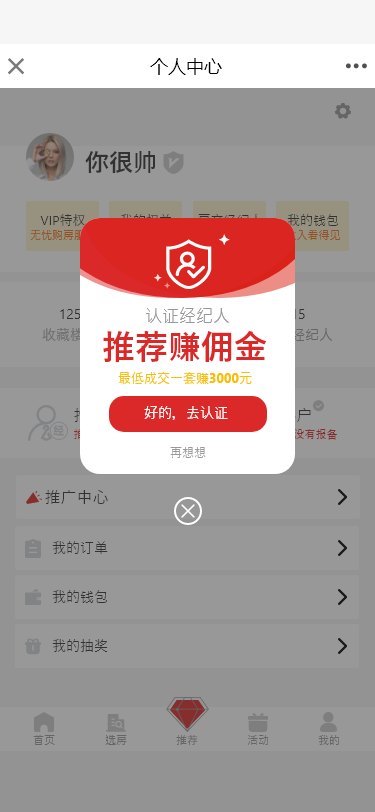 个人中心
你很帅
VIP特权
我的钱包
无忧购房服
入看得见
认证经纪人
推荐赚佣金
最低成交一套赚3000元
125
15
收藏楼
经纪人
好的，去认证
户
没有报备
再想想
推广中心
我的订单
我的钱包
我的抽奖
首页
选房
推荐
活动
我的